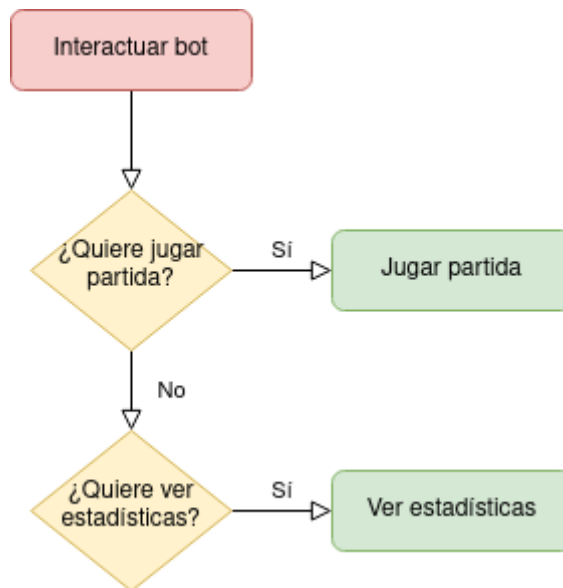 Interactuar bot
¿Quiere jugar
partida?
Sí
Jugar partida
No
¿Quiere ver
estadísticas?
Sí
Ver estadísticas